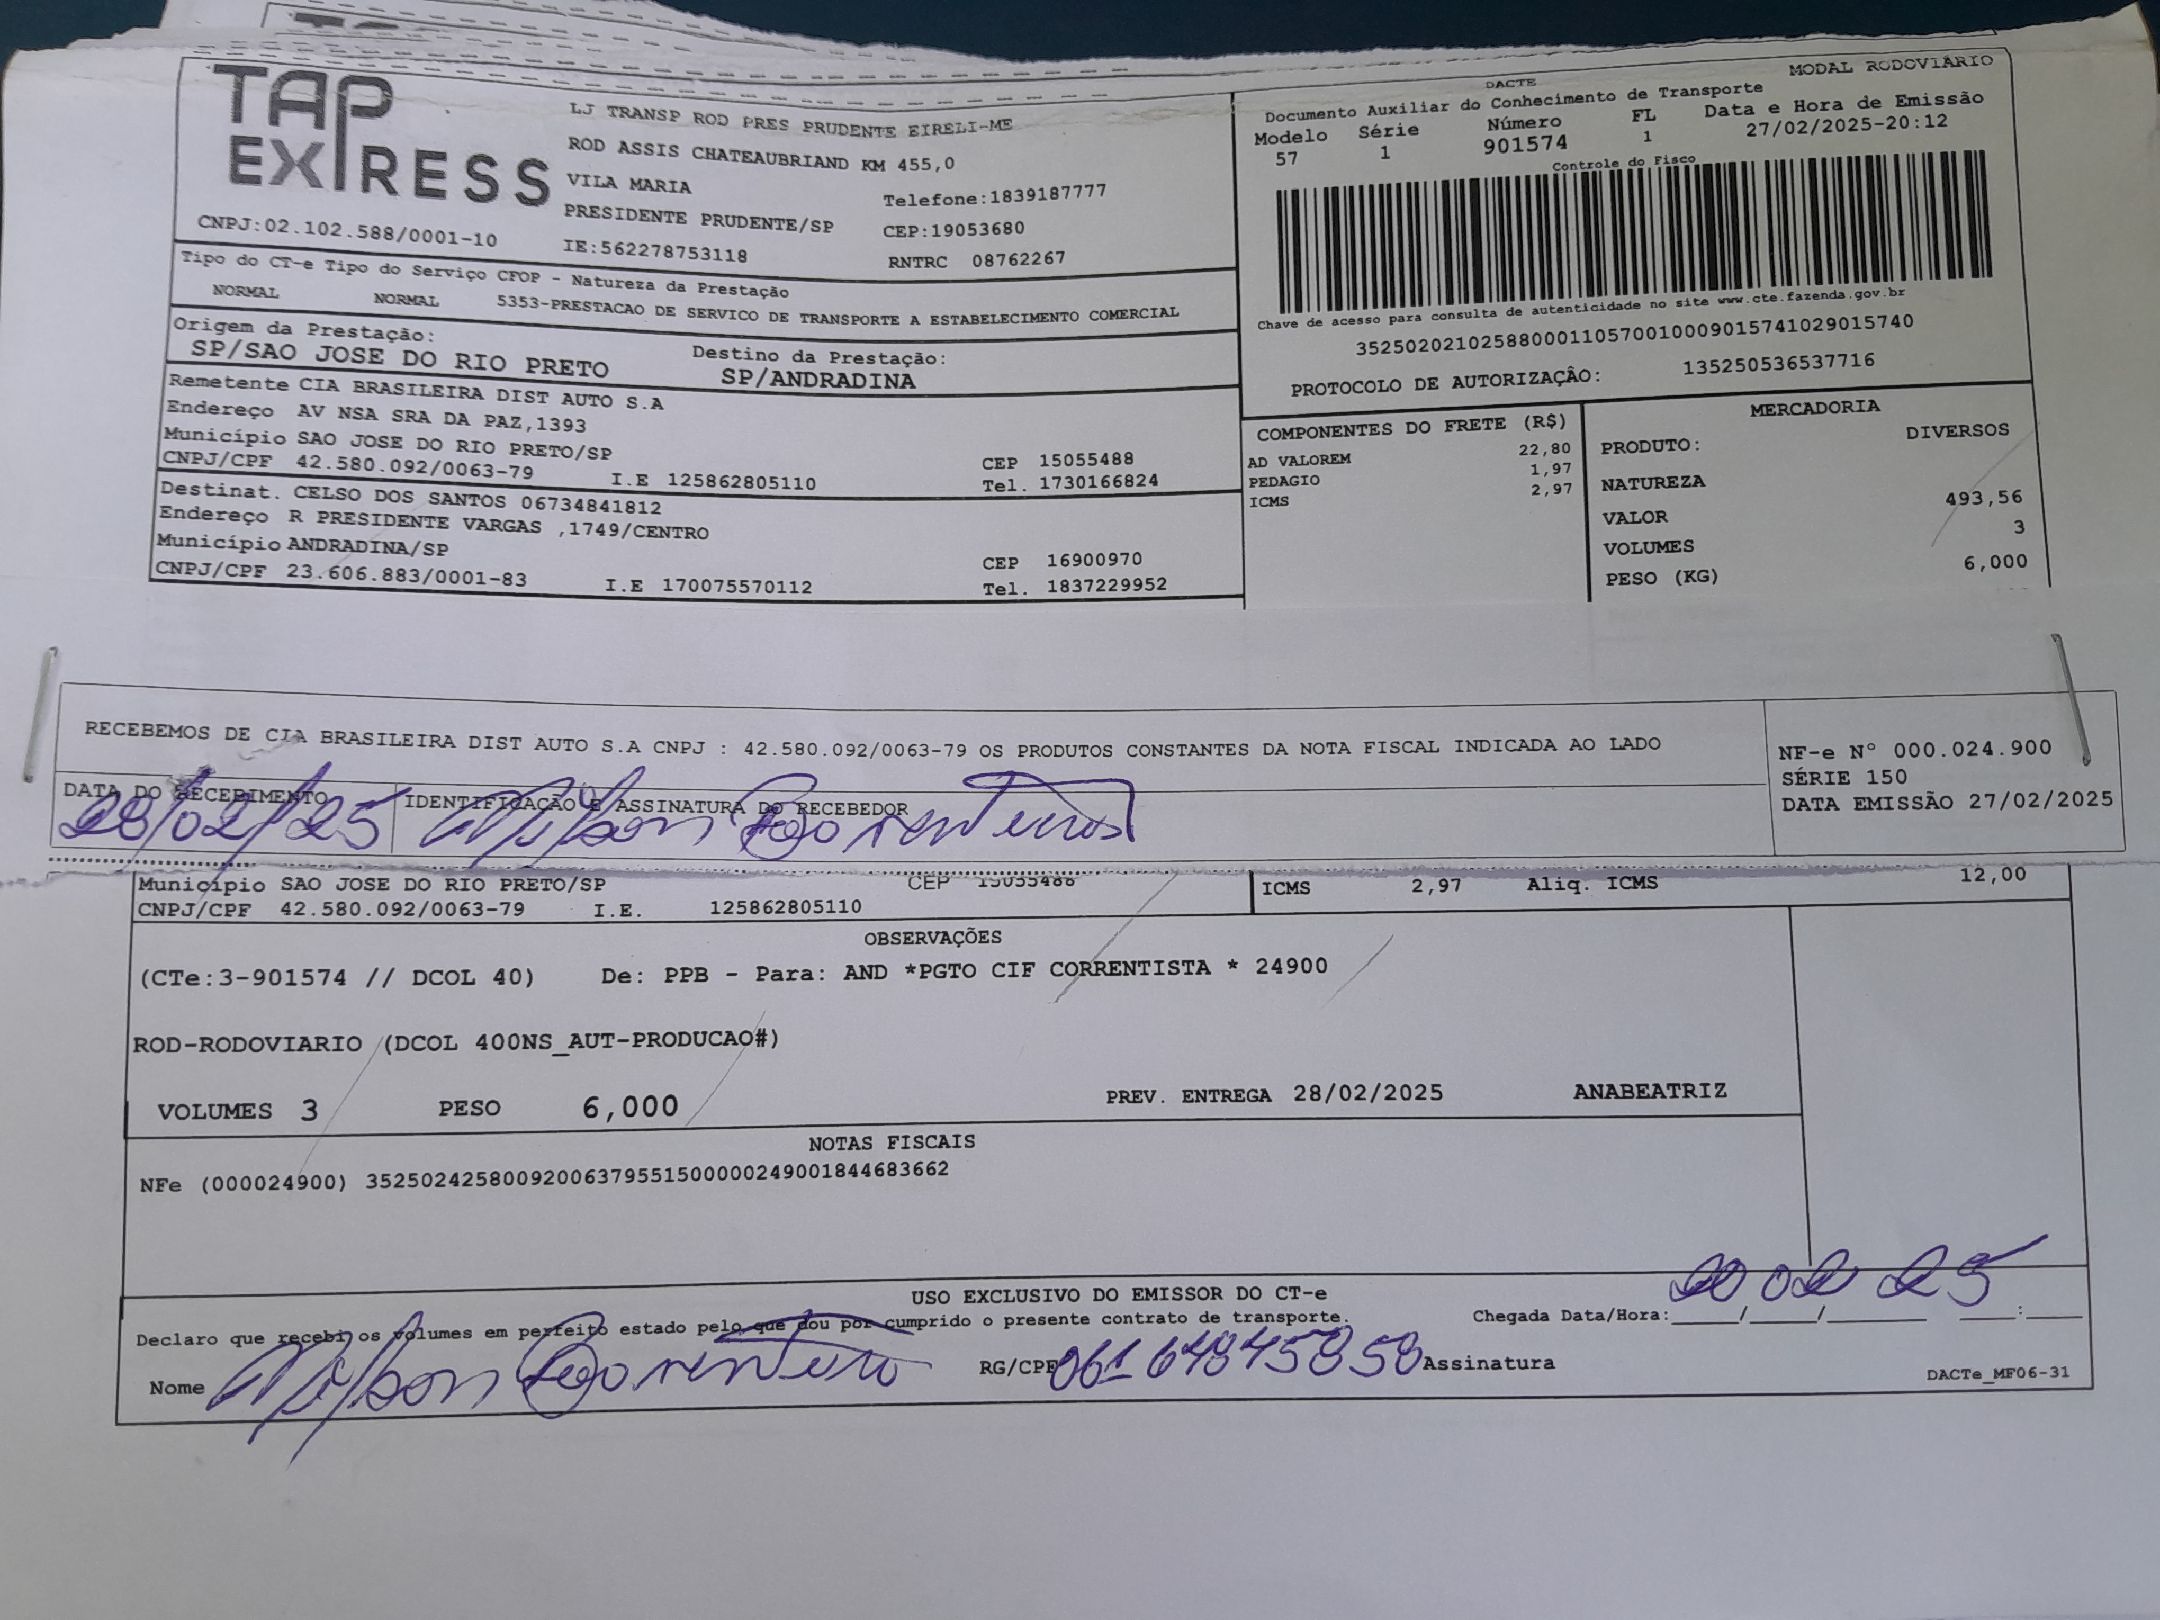 TAP EXPRESS
LJ TRANSP ROD PRES PRUDENTE EIRELI-ME
ROD ASSIS CHATEAUBRIAND KM 455,0
VILA MARIA
Telefone:1839187777
PRESIDENTE PRUDENTE/SP
CEP:19053680
CNPJ:02.102.588/0001-10
IE:562278753118
RNTRC 08762267
MODAL RODOVIÁRIO
DACTE
Documento Auxiliar do Conhecimento de Transporte
Modelo Série Número FL Data e Hora de Emissão
57 1 901574 1 27/02/2025-20:12
Controle do Fisco
Chave de acesso para consulta de autenticidade no site www.cte.fazenda.gov.br
35250202102588000110570010009015741029015740
PROTOCOLO DE AUTORIZAÇÃO: 135250536537716
Tipo do CT-e Tipo do Serviço CFOP - Natureza da Prestação
NORMAL NORMAL 5353-PRESTACAO DE SERVICO DE TRANSPORTE A ESTABELECIMENTO COMERCIAL
Origem da Prestação: Destino da Prestação:
SP/SAO JOSE DO RIO PRETO SP/ANDRADINA
Remetente CIA BRASILEIRA DIST AUTO S.A
Endereço AV NSA SRA DA PAZ,1393
Município SAO JOSE DO RIO PRETO/SP CEP 15055488
CNPJ/CPF 42.580.092/0063-79 I.E 125862805110 Tel. 1730166824
Destinat. CELSO DOS SANTOS 06734841812
Endereço R PRESIDENTE VARGAS ,1749/CENTRO
Município ANDRADINA/SP CEP 16900970
CNPJ/CPF 23.606.883/0001-83 I.E 170075570112 Tel. 1837229952
COMPONENTES DO FRETE (R$)
22,80
AD VALOREM 1,97
PEDAGIO 2,97
ICMS
MERCADORIA
PRODUTO: DIVERSOS
NATUREZA
VALOR 493,56
VOLUMES 3
PESO (KG) 6,000
RECEBEMOS DE CIA BRASILEIRA DIST AUTO S.A CNPJ : 42.580.092/0063-79 OS PRODUTOS CONSTANTES DA NOTA FISCAL INDICADA AO LADO
NF-e Nº 000.024.900
SÉRIE 150
DATA EMISSÃO 27/02/2025
DATA DO RECEBIMENTO IDENTIFICAÇÃO E ASSINATURA DO RECEBEDOR
28/02/25
Município SAO JOSE DO RIO PRETO/SP CEP 15055488
CNPJ/CPF 42.580.092/0063-79 I.E. 125862805110
ICMS 2,97 Aliq. ICMS 12,00
OBSERVAÇÕES
(CTe:3-901574 // DCOL 40) De: PPB - Para: AND *PGTO CIF CORRENTISTA * 24900
ROD-RODOVIARIO (DCOL 400NS_AUT-PRODUCAO#)
VOLUMES 3 PESO 6,000 PREV. ENTREGA 28/02/2025 ANABEATRIZ
NOTAS FISCAIS
NFe (000024900) 35250242580092006379551500000249001844683662
USO EXCLUSIVO DO EMISSOR DO CT-e
Declaro que recebi os volumes em perfeito estado pelo que dou por cumprido o presente contrato de transporte.
Chegada Data/Hora:____/____/______ ____:____
Nome RG/CPF Assinatura
DACTe_MF06-31